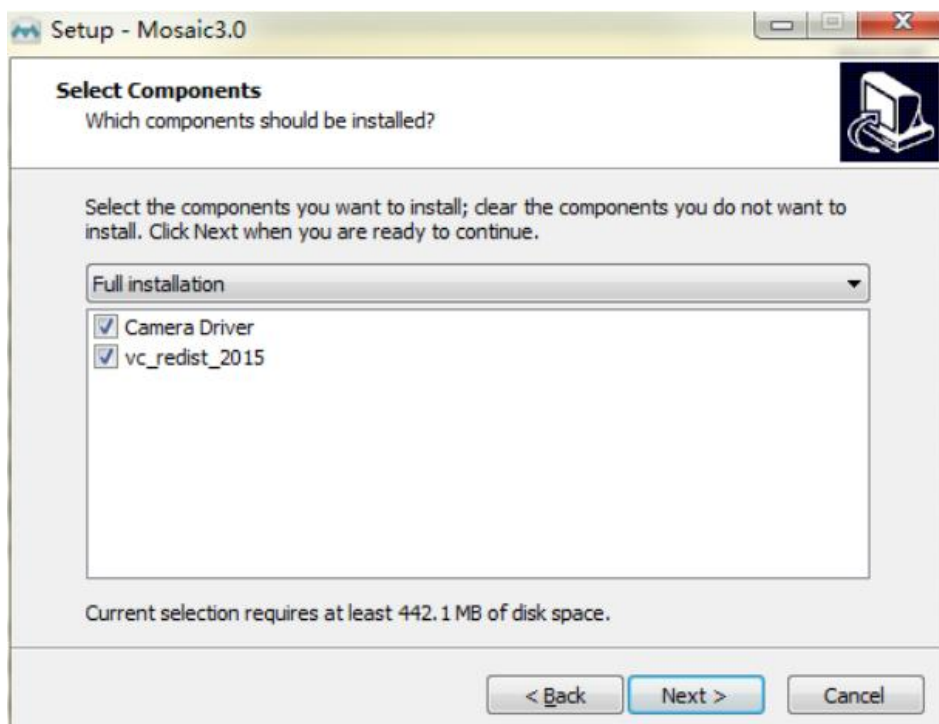 Setup - Mosaic3.0
Select Components
Which components should be installed?
Select the components you want to install; clear the components you do not want to
install. Click Next when you are ready to continue.
Full installation
Camera Driver
vc_redist_2015
Current selection requires at least 442.1 MB of disk space.
< Back
Next >
Cancel